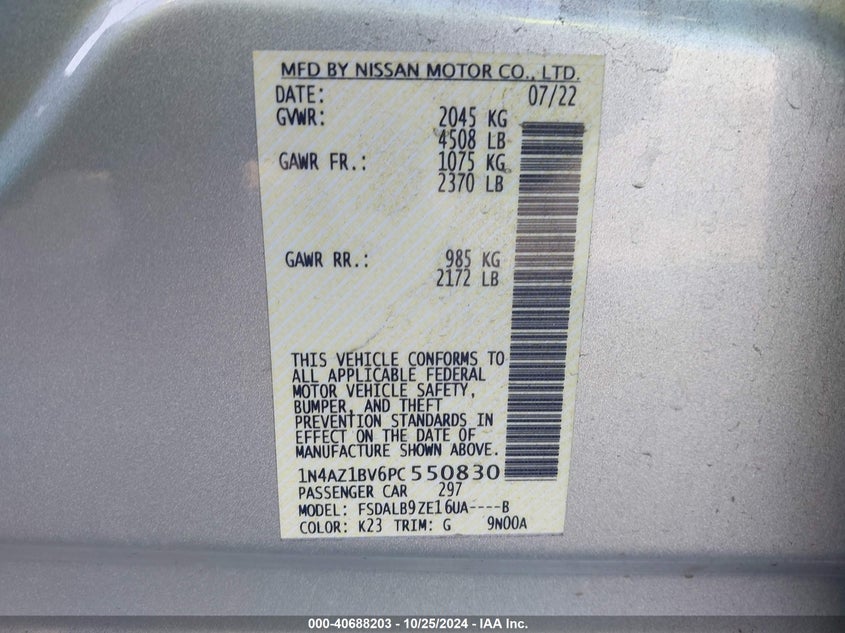 MFD BY NISSAN MOTOR CO., LTD.
DATE: 07/22
GVWR: 2045 KG
4508 LB
GAWR FR.: 1075 KG
2370 LB
GAWR RR.: 985 KG
2172 LB
THIS VEHICLE CONFORMS TO
ALL APPLICABLE FEDERAL
MOTOR VEHICLE SAFETY,
BUMPER, AND THEFT
PREVENTION STANDARDS IN
EFFECT ON THE DATE OF
MANUFACTURE SHOWN ABOVE.
1N4AZ1BV6PC550830
PASSENGER CAR 297
MODEL: FSDALB9ZE16UA----B
COLOR: K23 TRIM: G 9N00A
000-40688203 - 10/25/2024 - IAA Inc.